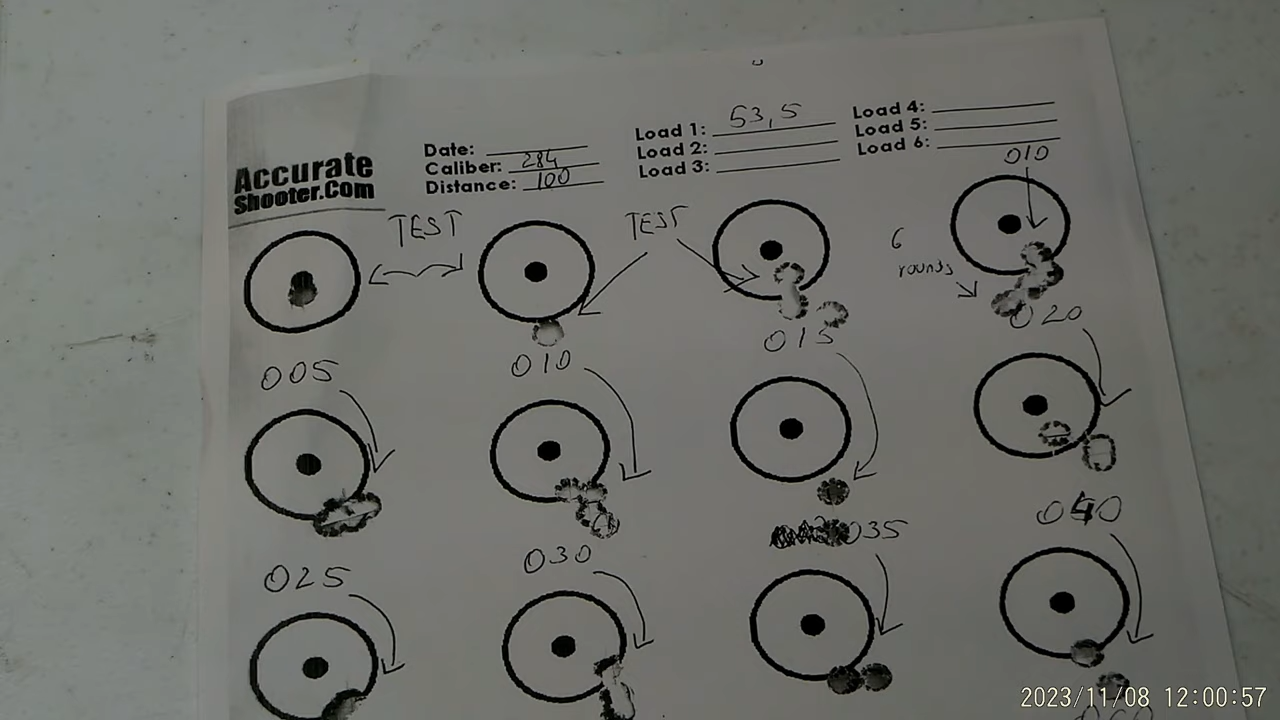 Accurate
Shooter.Com
Date:
Caliber: 284
Distance: 100
Load 1: 53,5
Load 2:
Load 3:
Load 4:
Load 5:
Load 6:
TEST
TEST
6
rounds
010
005
010
015
020
025
030
035
040
2023/11/08 12:00:57